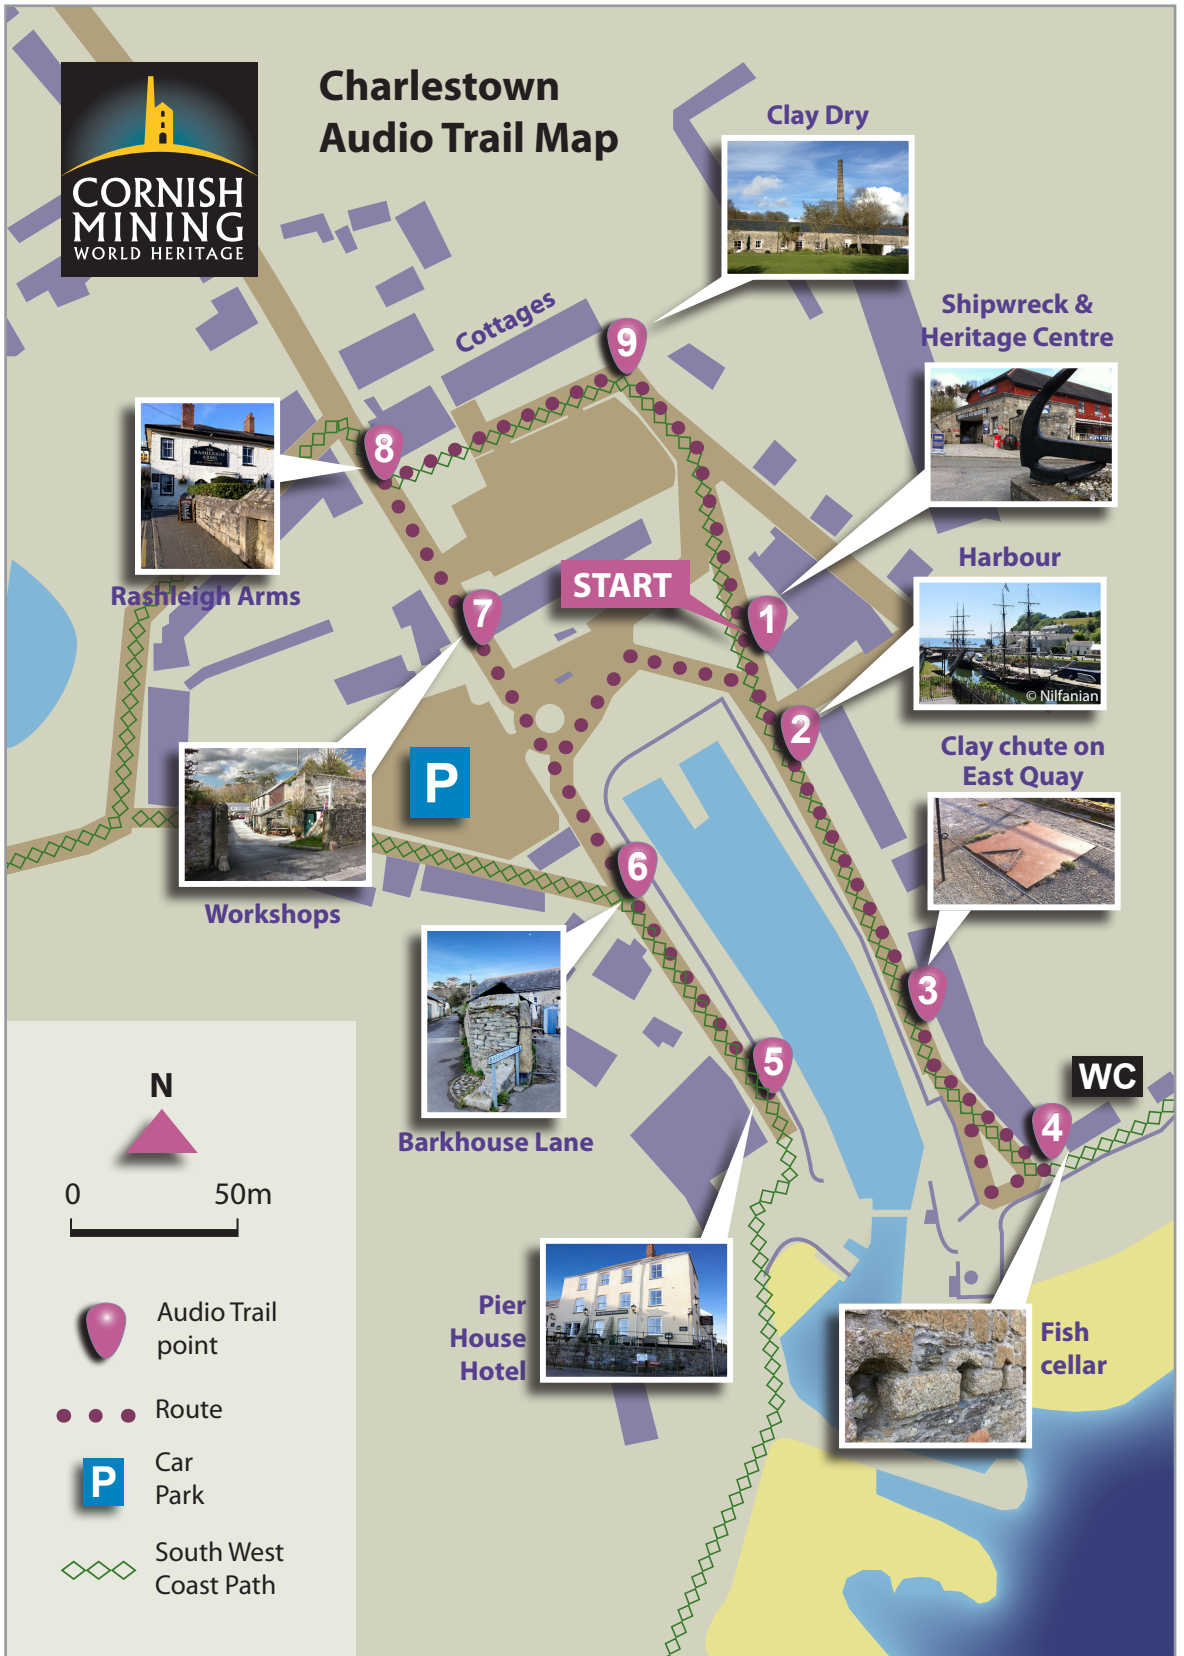 Charlestown
Audio Trail Map
CORNISH
MINING
WORLD HERITAGE
Clay Dry
Shipwreck &
Heritage Centre
Cottages
9
8
RASHLEIGH
ARMS
Rashleigh Arms
START
1
7
Harbour
© Nilfanian
2
Clay chute on
East Quay
P
Workshops
6
3
Barkhouse Lane
5
WC
4
N
0 50m
Pier
House
Hotel
Fish
cellar
Audio Trail
point
Route
P
Car
Park
South West
Coast Path